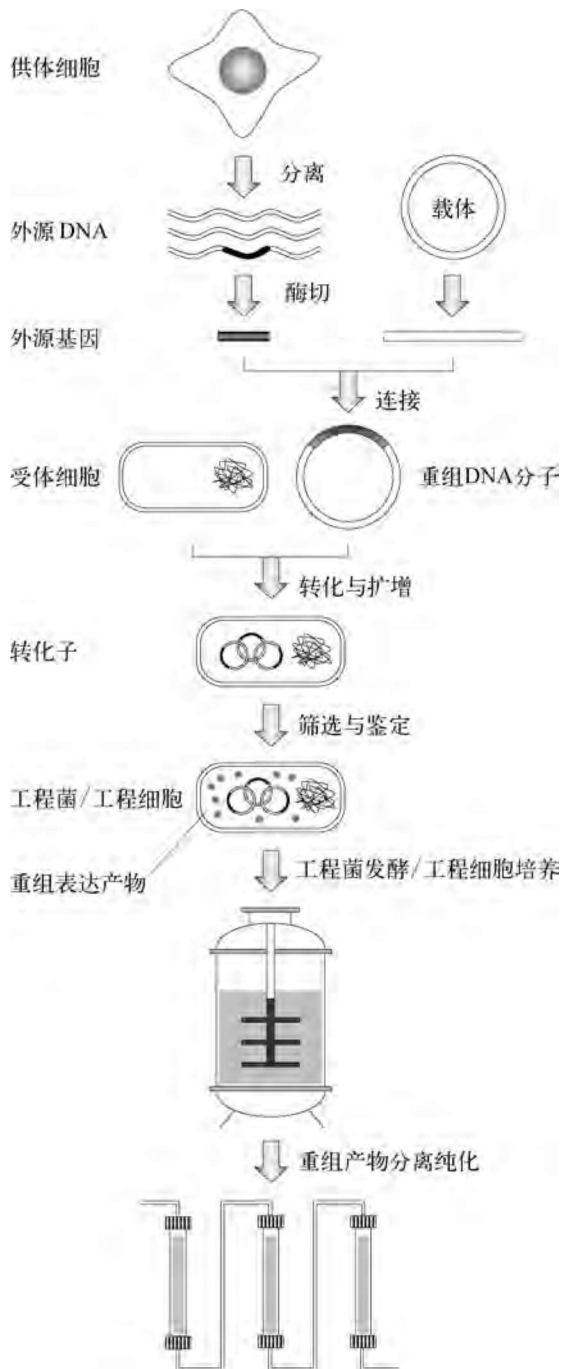 供体细胞
分离
外源DNA
载体
酶切
外源基因
连接
受体细胞
重组DNA分子
转化与扩增
转化子
筛选与鉴定
工程菌/工程细胞
重组表达产物
工程菌发酵/工程细胞培养
重组产物分离纯化